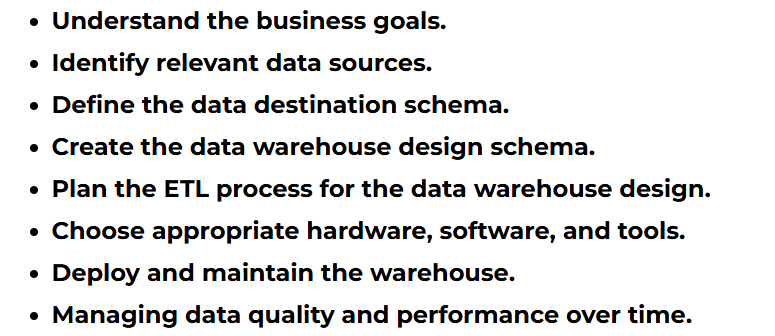 • Understand the business goals.
• Identify relevant data sources.
• Define the data destination schema.
• Create the data warehouse design schema.
• Plan the ETL process for the data warehouse design.
• Choose appropriate hardware, software, and tools.
• Deploy and maintain the warehouse.
• Managing data quality and performance over time.